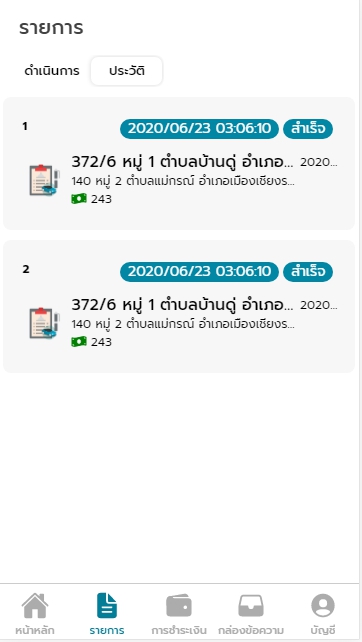 รายการ
ดำเนินการ ประวัติ
1 2020/06/23 03:06:10 สำเร็จ
372/6 หมู่ 1 ตำบลบ้านดู่ อำเภอ... 2020...
140 หมู่ 2 ตำบลแม่กรณ์ อำเภอเมืองเชียงร...
243
2 2020/06/23 03:06:10 สำเร็จ
372/6 หมู่ 1 ตำบลบ้านดู่ อำเภอ... 2020...
140 หมู่ 2 ตำบลแม่กรณ์ อำเภอเมืองเชียงร...
243
หน้าหลัก รายการ การชำระเงิน กล่องข้อความ บัญชี